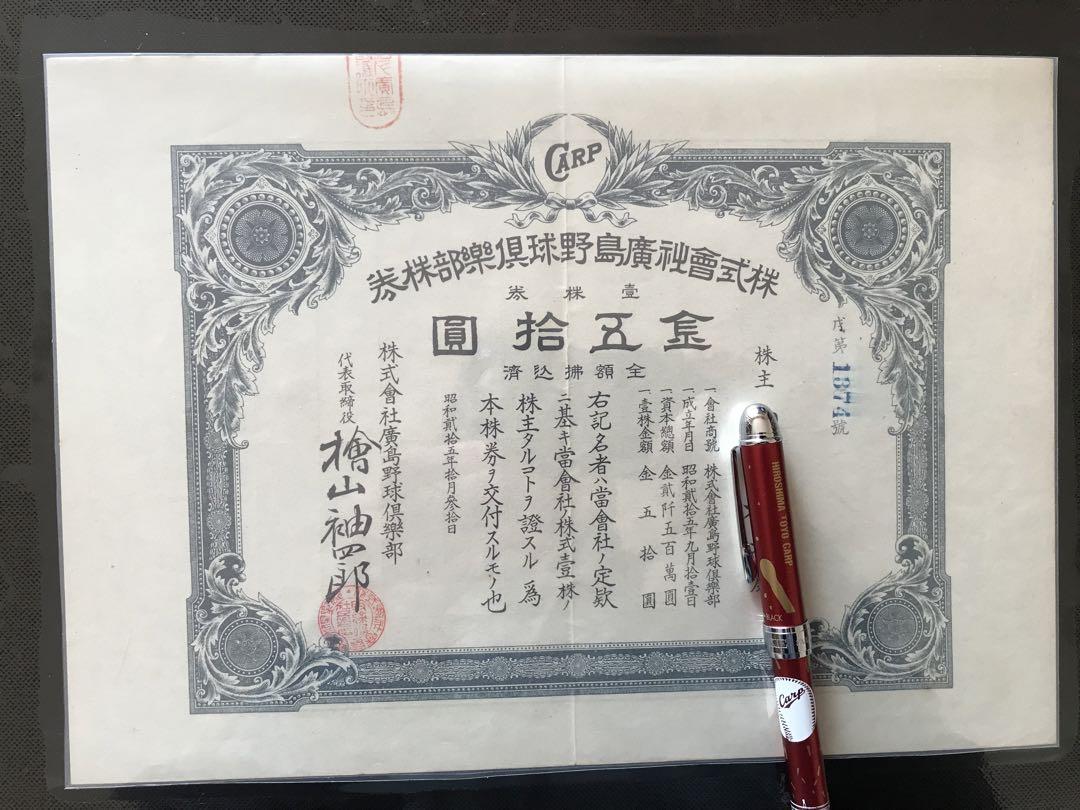 CARP
株式會社廣島野球倶樂部株券
壹株券
金五拾圓
全額拂込濟
戊第1374號
株主
一會社商號 株式會社廣島野球倶樂部
一成立年月日 昭和貳拾五年九月拾壹日
一資本總額 金貳阡五百萬圓
一壹株金額 金五拾圓
右記名者ハ當會社ノ定欵
ニ基キ當會社ノ株式壹株ノ
株主タルコトヲ證スル爲
本株券ヲ交付スルモノ也
昭和貳拾五年拾月參拾日
株式會社廣島野球倶樂部
代表取締役 檜山袖四郎
HIROSHIMA TOYO CARP
BLACK
Carp